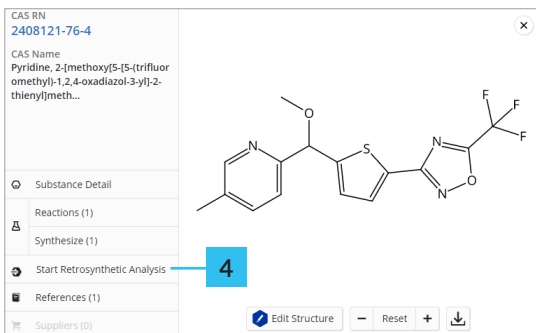 CAS RN
2408121-76-4
CAS Name
Pyridine, 2-[methoxy[5-[5-(trifluor
omethyl)-1,2,4-oxadiazol-3-yl]-2-
thienyl]meth...
Substance Detail
Reactions (1)
Synthesize (1)
Start Retrosynthetic Analysis
4
References (1)
Suppliers (0)
O
N
S
N
N
O
F
F
F
Edit Structure
− Reset +